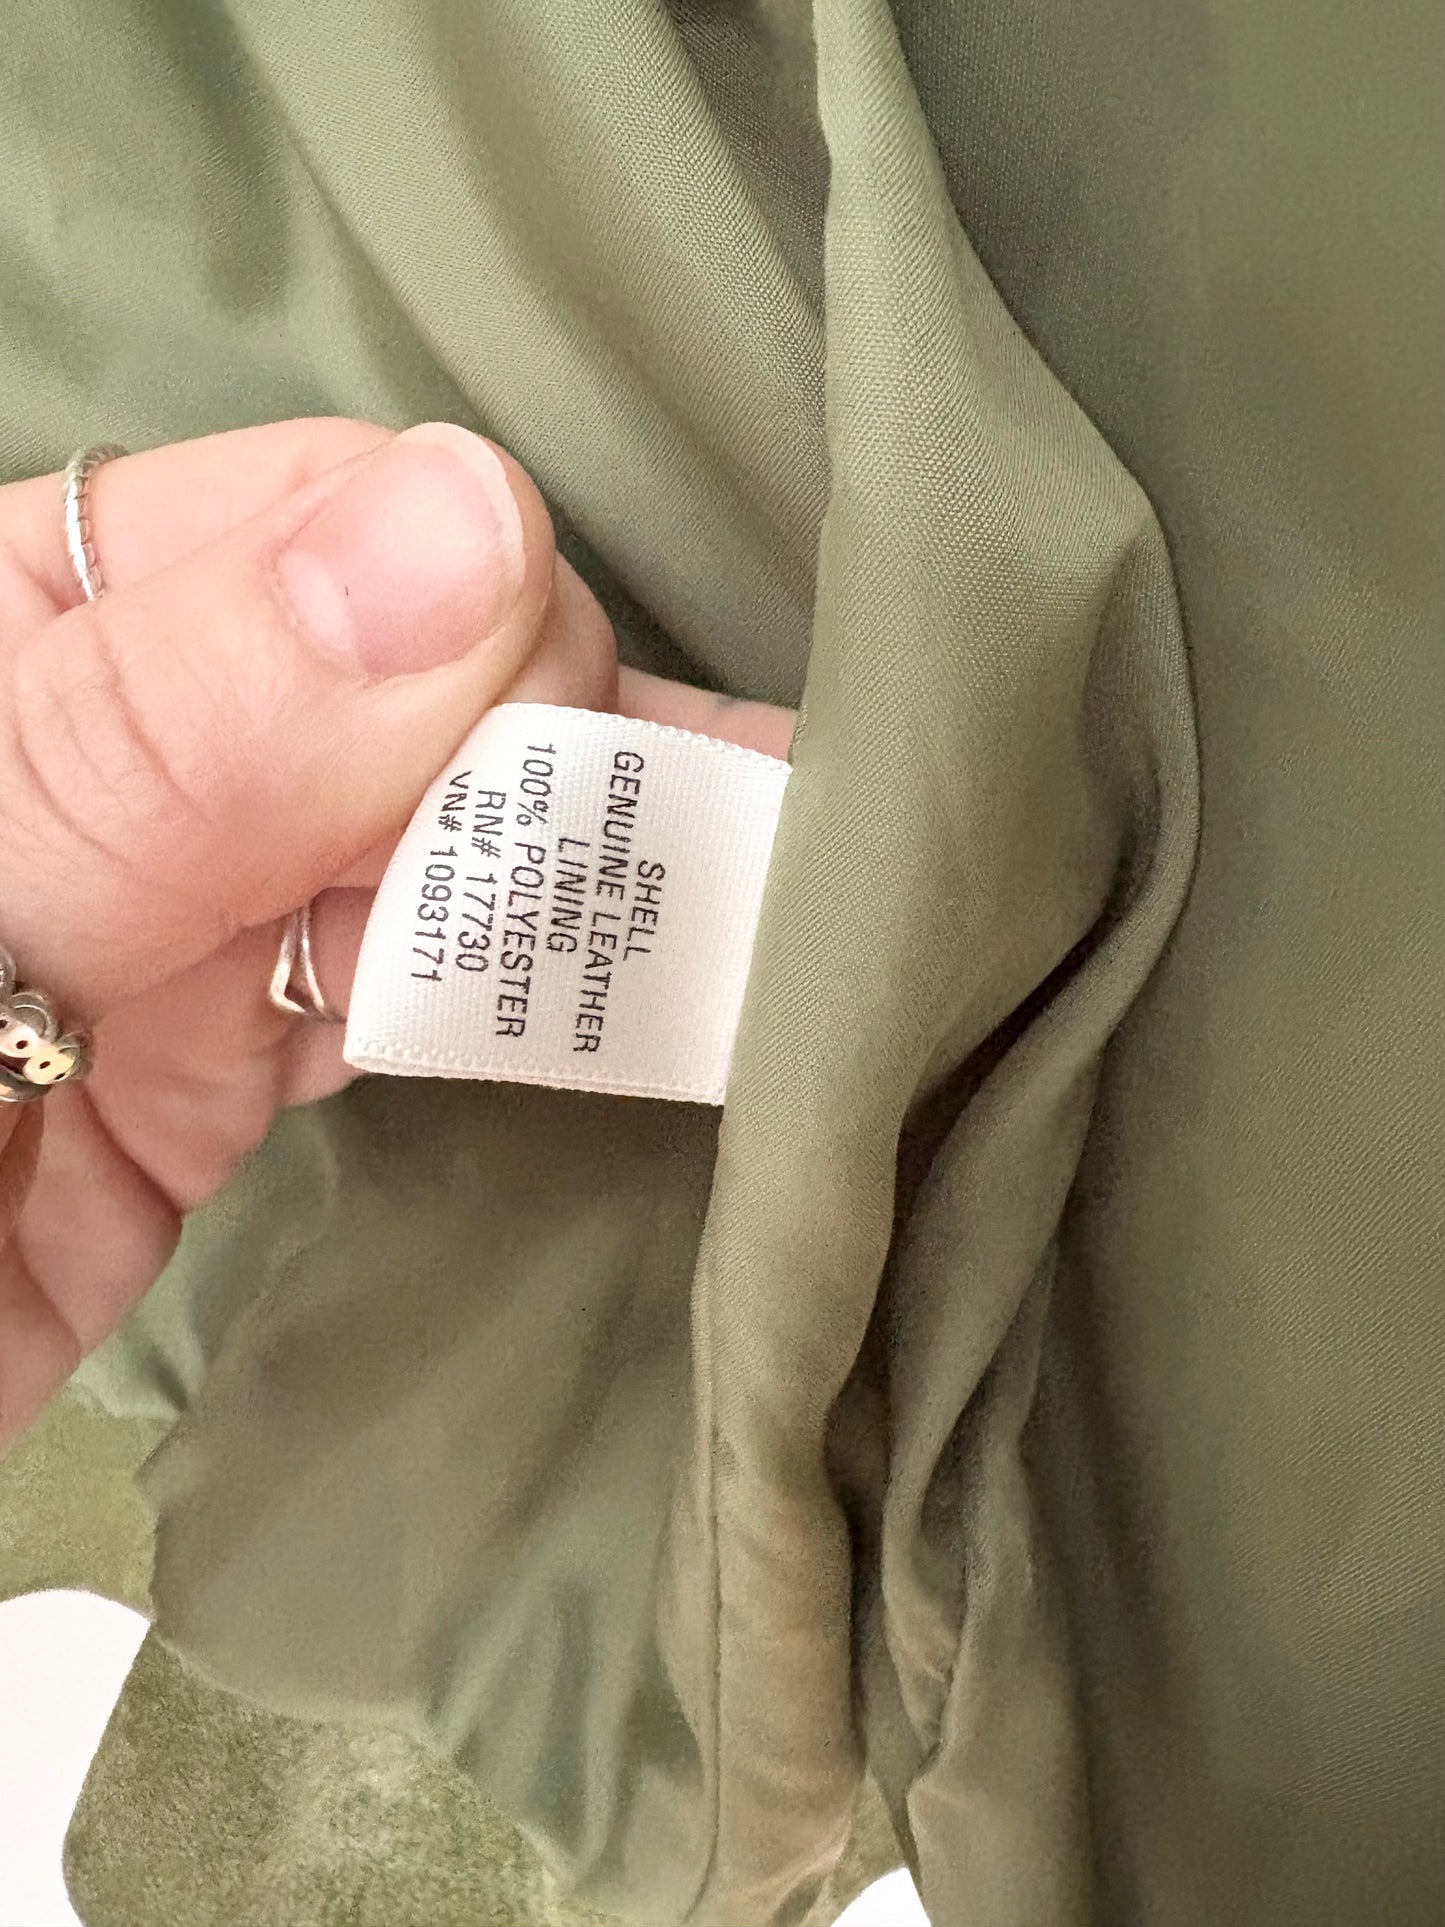 SHELL
GENUINE LEATHER
LINING
100% POLYESTER
RN# 17730
VN# 1093171